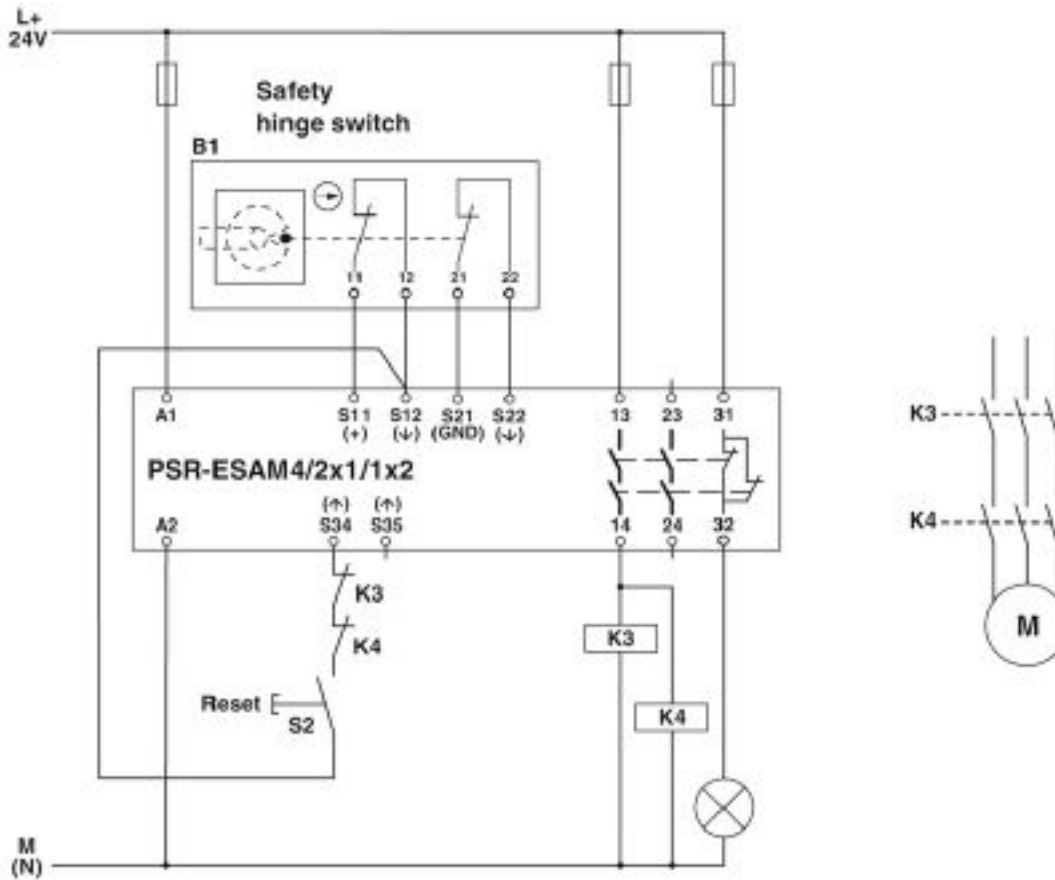 L+
24V
Safety
hinge switch
B1
11 12 21 22
A1 S11 S12 S21 S22 13 23 31
(+) (↓) (GND) (↓)
PSR-ESAM4/2x1/1x2
(↑) (↑)
A2 S34 S35 14 24 32
K3
K4
Reset
S2
K3
K4
M
(N)
K3
K4
M